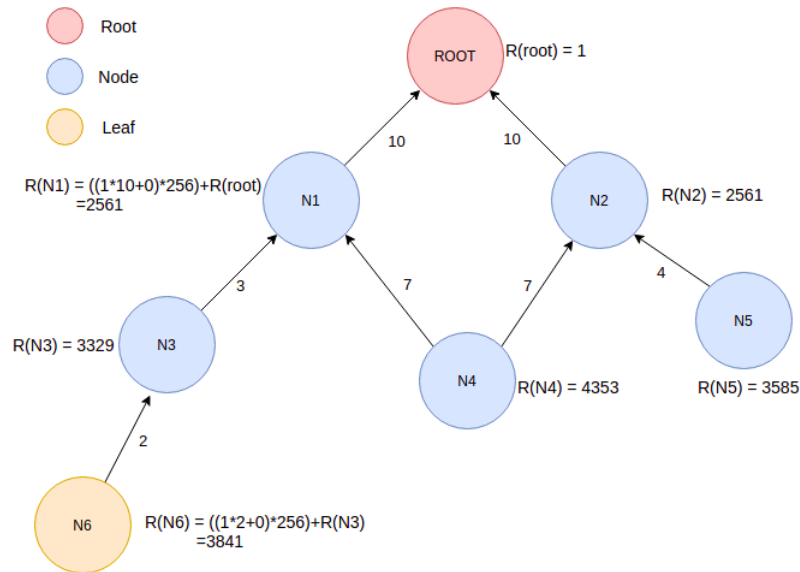 Root
ROOT
R(root) = 1
Node
Leaf
10
10
R(N1) = ((1*10+0)*256)+R(root)
=2561
N1
N2
R(N2) = 2561
3
7
7
4
R(N3) = 3329
N3
N5
N4
R(N4) = 4353
R(N5) = 3585
2
N6
R(N6) = ((1*2+0)*256)+R(N3)
=3841